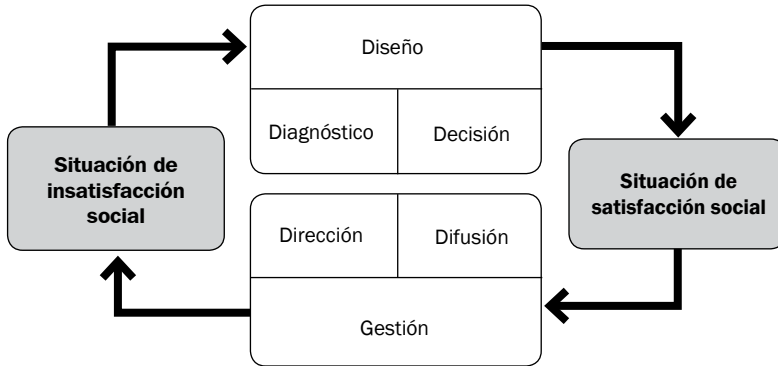 Diseño
Diagnóstico
Decisión
Situación de
insatisfacción
social
Situación de
satisfacción social
Dirección
Difusión
Gestión